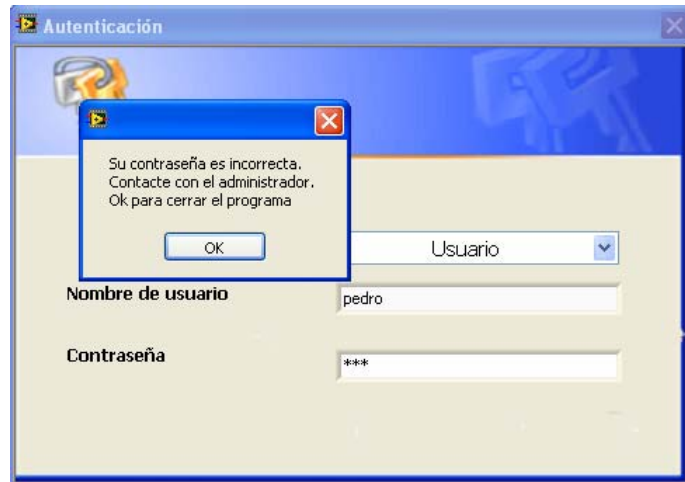 Autenticación
Su contraseña es incorrecta.
Contacte con el administrador.
Ok para cerrar el programa
OK
Usuario
Nombre de usuario
pedro
Contraseña
***